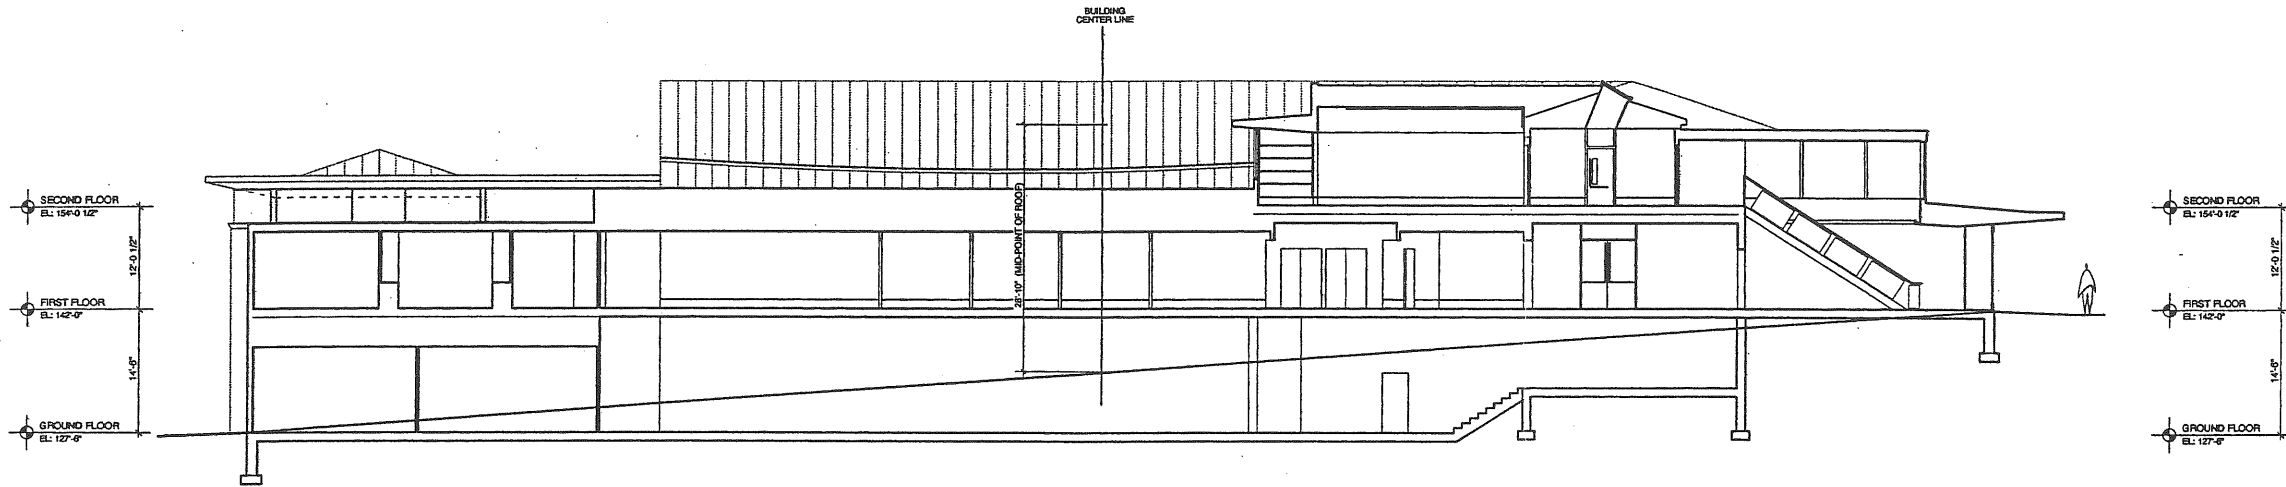 BUILDING
CENTER LINE
SECOND FLOOR
EL: 154'-0 1/2"
12'-0 1/2"
FIRST FLOOR
EL: 142'-0"
14'-6"
GROUND FLOOR
EL: 127'-6"
28'-10" (MID-POINT OF ROOF)
SECOND FLOOR
EL: 154'-0 1/2"
12'-0 1/2"
FIRST FLOOR
EL: 142'-0"
14'-6"
GROUND FLOOR
EL: 127'-6"